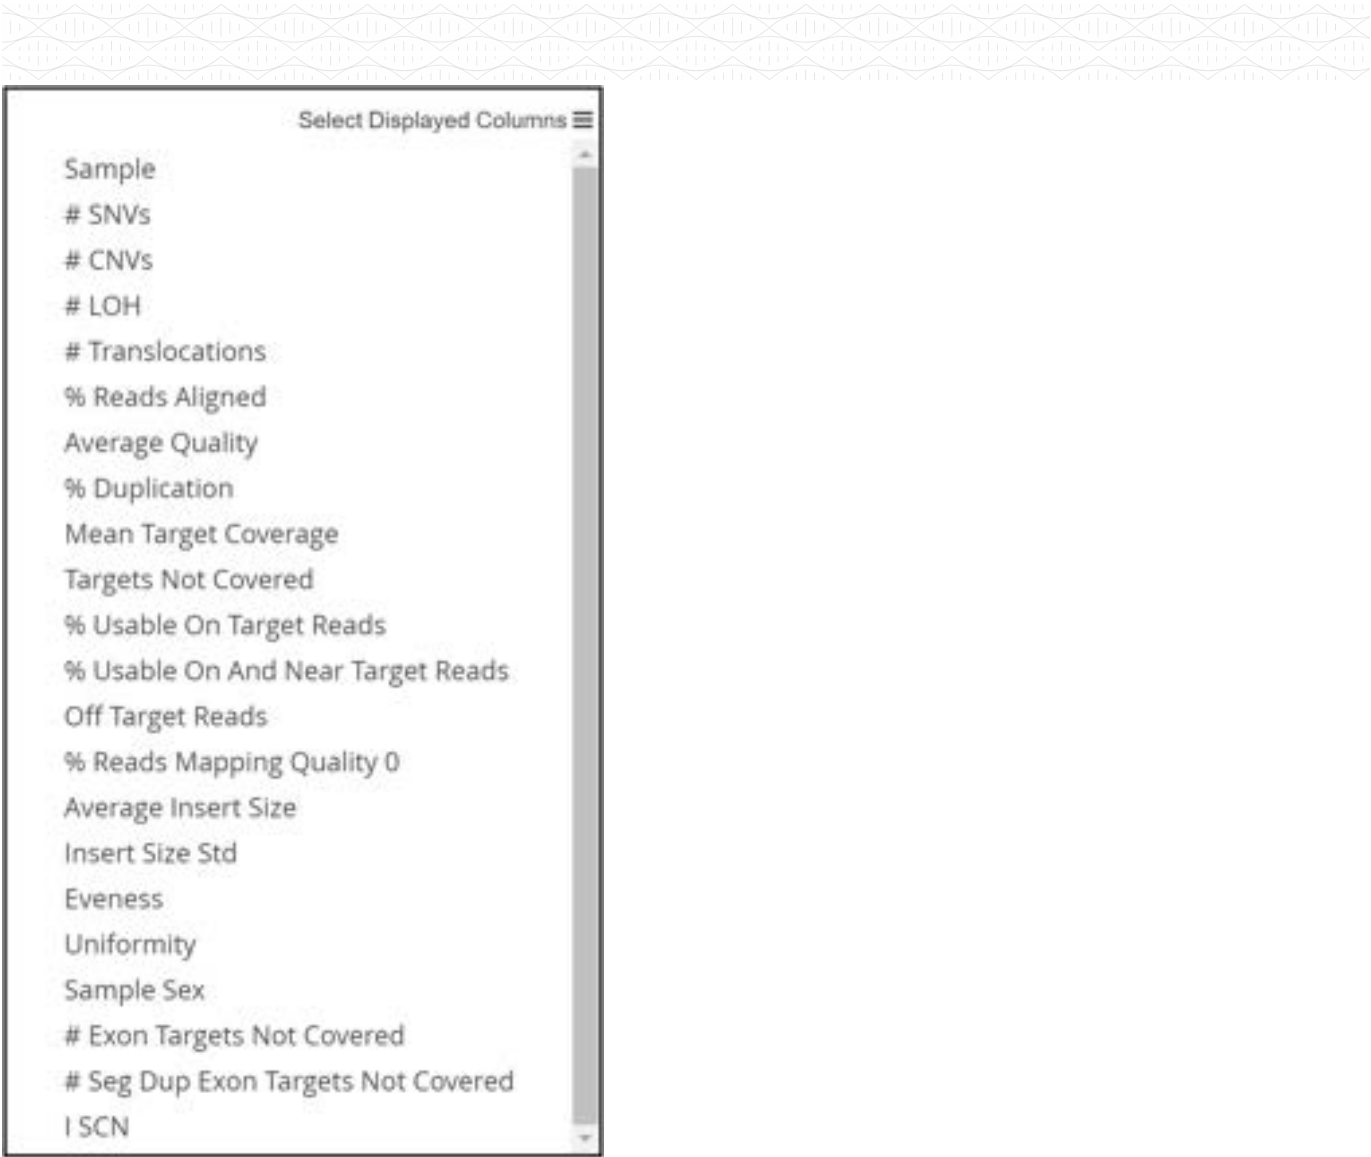 Select Displayed Columns
Sample
# SNVs
# CNVs
# LOH
# Translocations
% Reads Aligned
Average Quality
% Duplication
Mean Target Coverage
Targets Not Covered
% Usable On Target Reads
% Usable On And Near Target Reads
Off Target Reads
% Reads Mapping Quality 0
Average Insert Size
Insert Size Std
Eveness
Uniformity
Sample Sex
# Exon Targets Not Covered
# Seg Dup Exon Targets Not Covered
I SCN